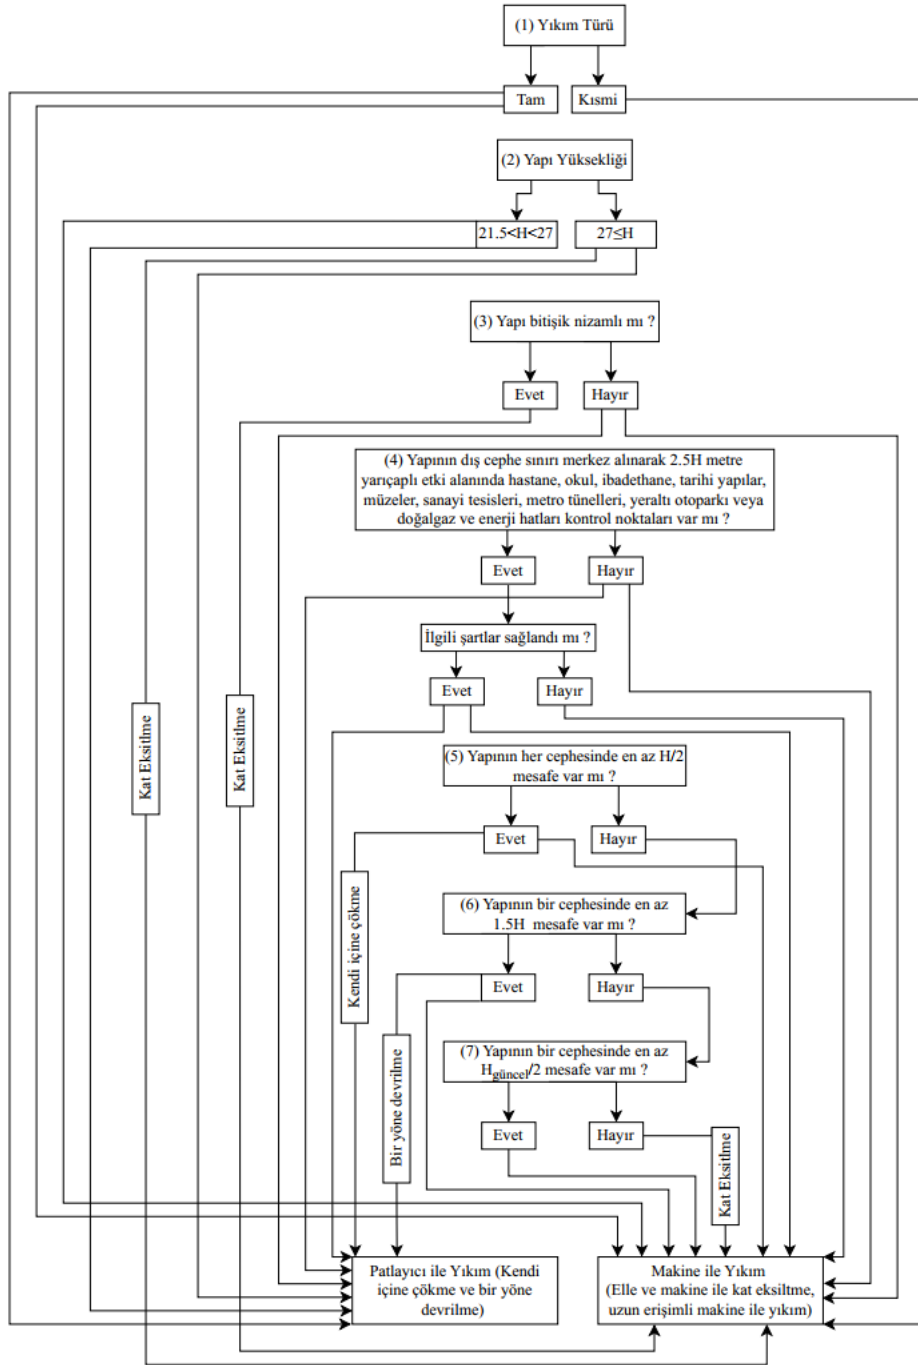 (1) Yıkım Türü
Tam
Kısmi
(2) Yapı Yüksekliği
21.5<H<27
27≤H
(3) Yapı bitişik nizamlı mı ?
Evet
Hayır
(4) Yapının dış cephe sınırı merkez alınarak 2.5H metre
yarıçaplı etki alanında hastane, okul, ibadethane, tarihi yapılar,
müzeler, sanayi tesisleri, metro tünelleri, yeraltı otoparkı veya
doğalgaz ve enerji hatları kontrol noktaları var mı ?
Evet
Hayır
İlgili şartlar sağlandı mı ?
Evet
Hayır
Kat Eksitlme
Kat Eksitlme
(5) Yapının her cephesinde en az H/2
mesafe var mı ?
Evet
Hayır
Kendi içine çökme
(6) Yapının bir cephesinde en az
1.5H mesafe var mı ?
Evet
Hayır
Bir yöne devrilme
(7) Yapının bir cephesinde en az
Hgüncel/2 mesafe var mı ?
Evet
Hayır
Kat Eksitlme
Patlayıcı ile Yıkım (Kendi
içine çökme ve bir yöne
devrilme)
Makine ile Yıkım
(Elle ve makine ile kat eksiltme,
uzun erişimli makine ile yıkım)